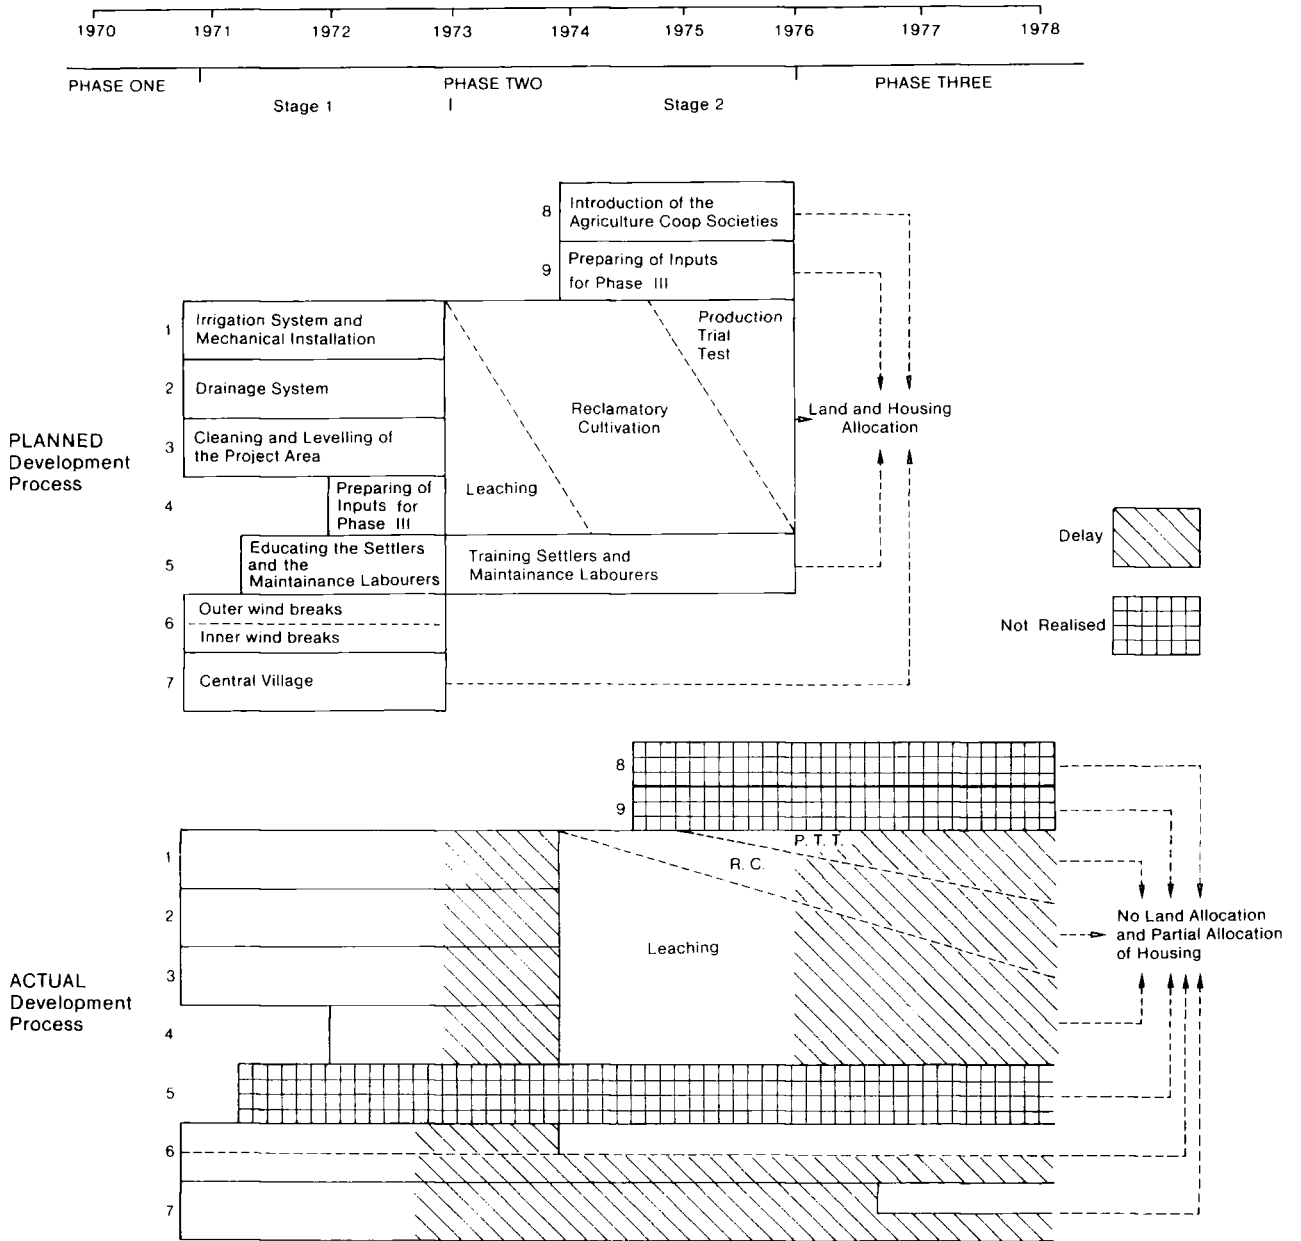 1970 1971 1972 1973 1974 1975 1976 1977 1978
PHASE ONE PHASE TWO PHASE THREE
Stage 1 Stage 2
8 Introduction of the
Agriculture Coop Societies
9 Preparing of Inputs
for Phase III
PLANNED
Development
Process
1 Irrigation System and
Mechanical Installation
2 Drainage System
3 Cleaning and Levelling of
the Project Area
4 Preparing of
Inputs for
Phase III
5 Educating the Settlers
and the
Maintainance Labourers
6 Outer wind breaks
Inner wind breaks
7 Central Village
Leaching
Reclamatory
Cultivation
Production
Trial
Test
Training Settlers and
Maintainance Labourers
Land and Housing
Allocation
Delay
Not Realised
ACTUAL
Development
Process
8
9
1
2
3
4
5
6
7
P. T. T.
R. C.
Leaching
No Land Allocation
and Partial Allocation
of Housing